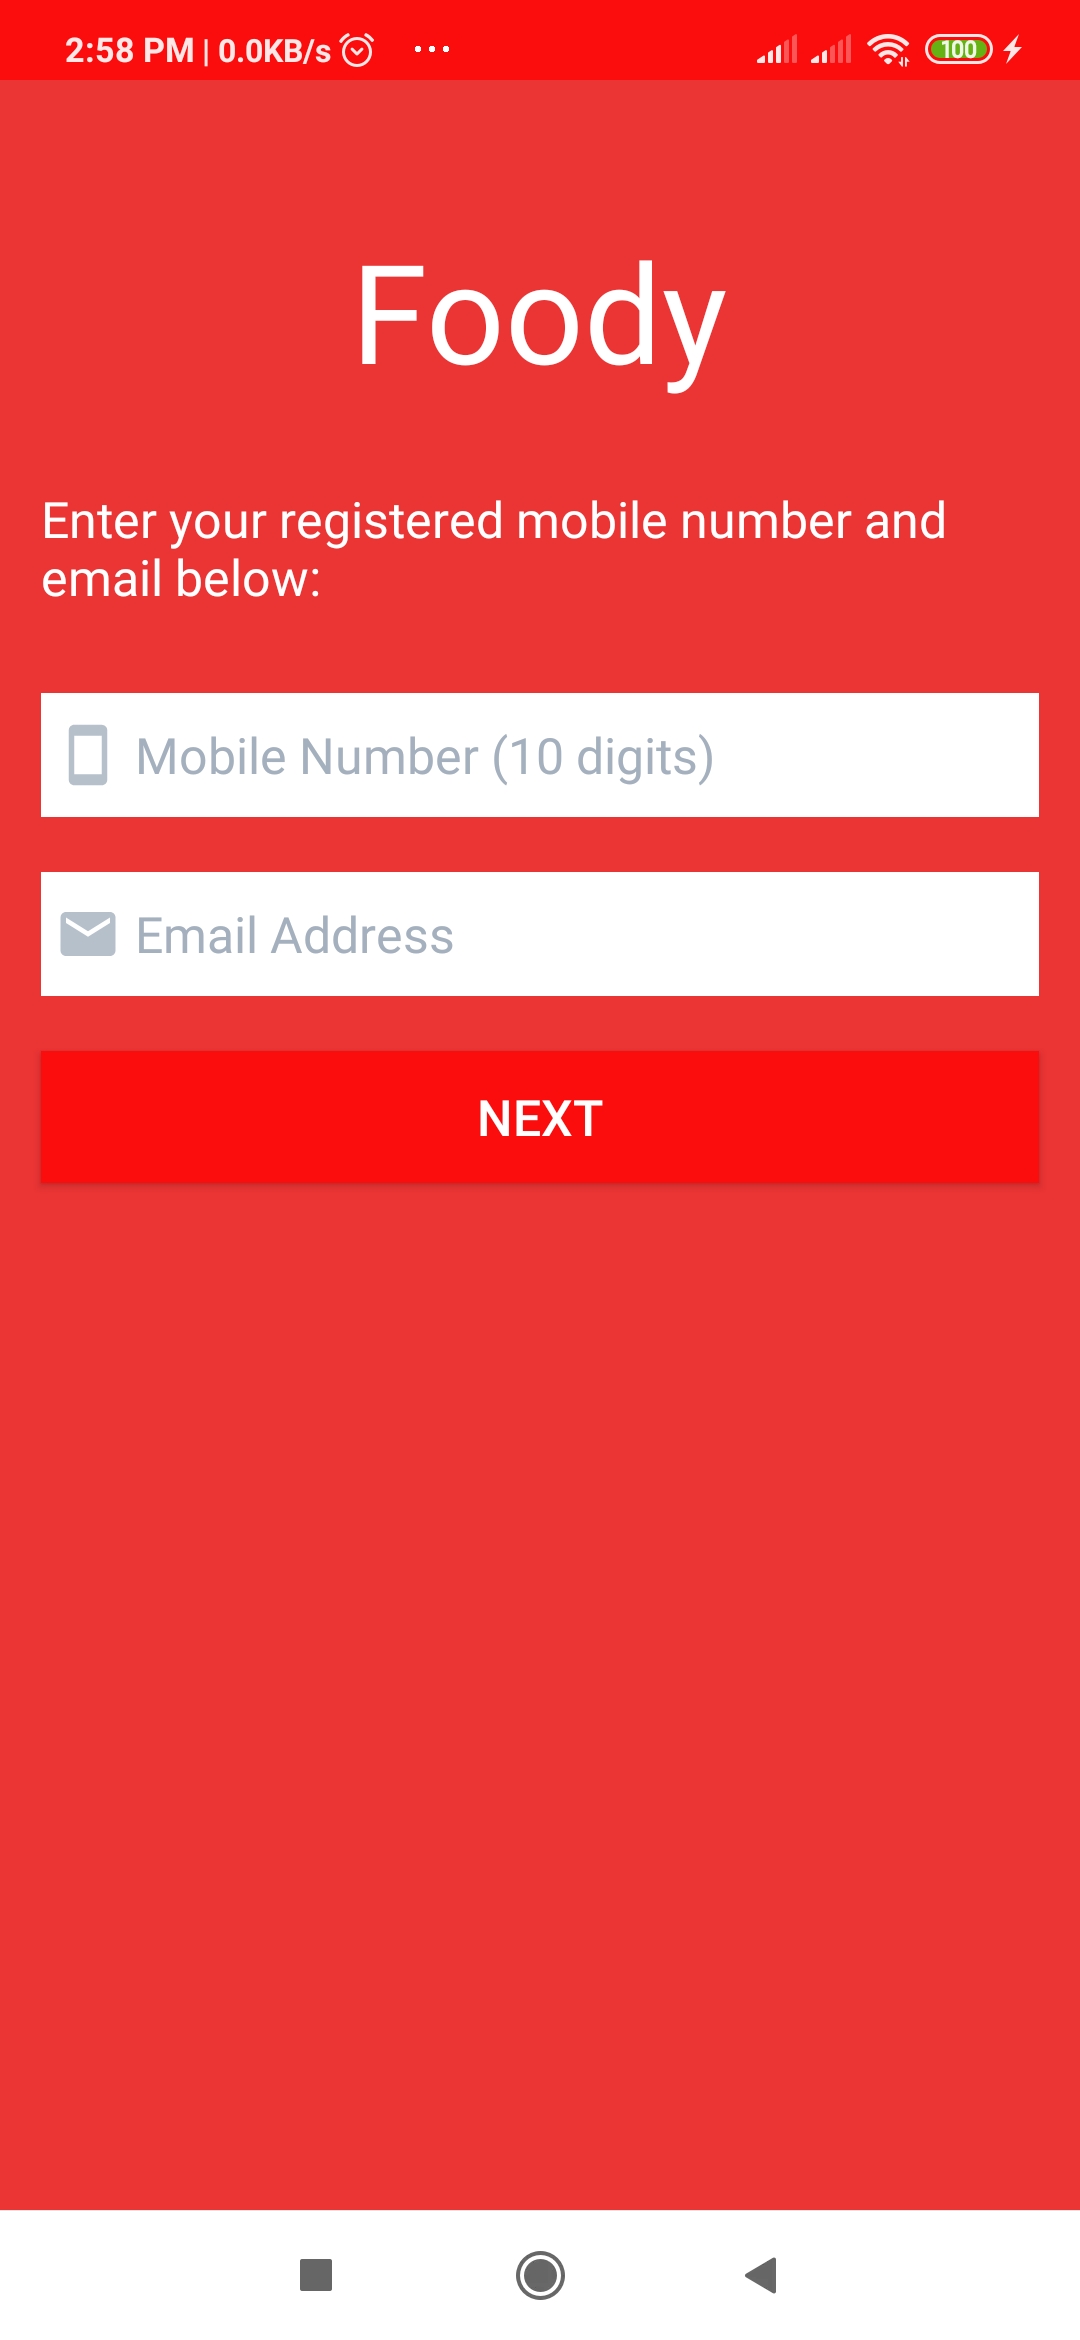 2:58 PM | 0.0KB/s ...
100
Foody
Enter your registered mobile number and
email below:
Mobile Number (10 digits)
Email Address
NEXT